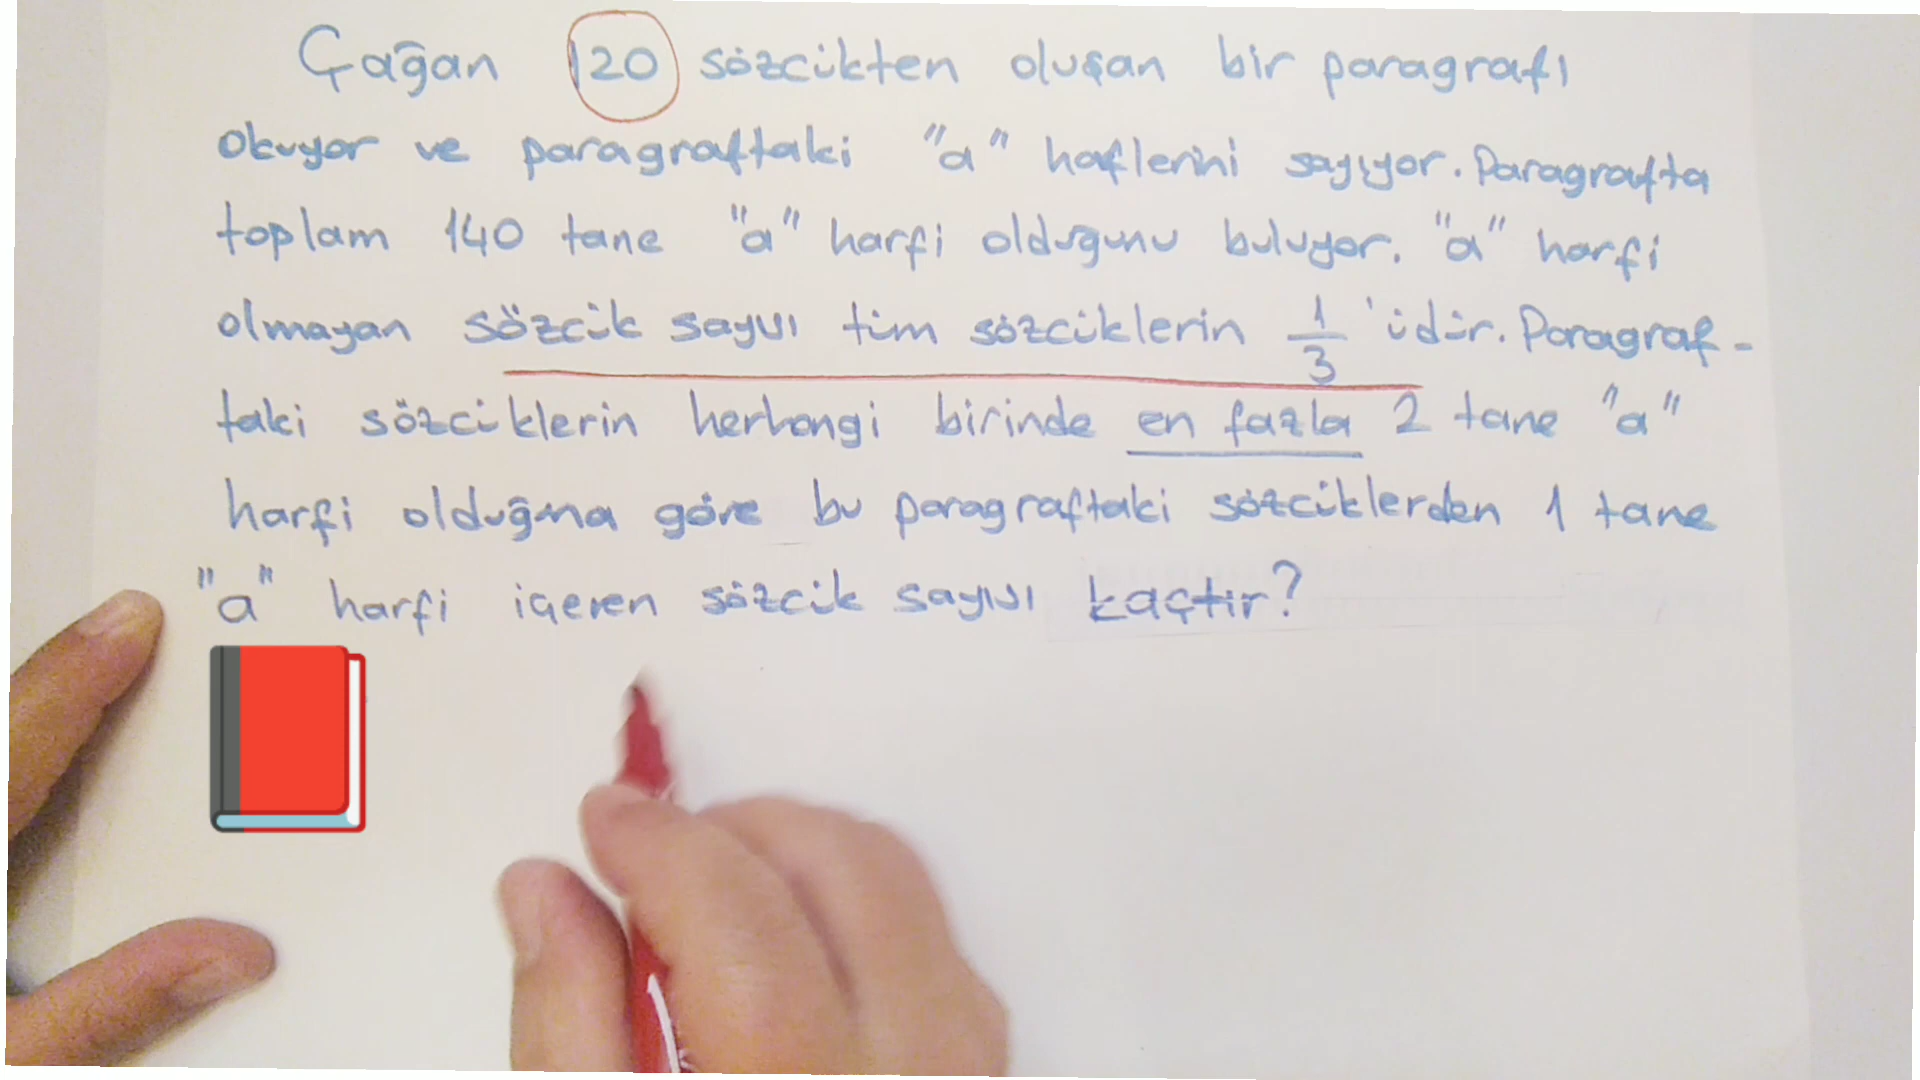 Çağan 120 sözcükten oluşan bir paragrafı
okuyor ve paragraftaki "a" haflerini sayıyor. Paragrafta
toplam 140 tane "a" harfi olduğunu buluyor. "a" harfi
olmayan sözcük sayısı tüm sözcüklerin 1/3 'üdür. Paragraf-
taki sözcüklerin herhangi birinde en fazla 2 tane "a"
harfi olduğuna göre bu paragraftaki sözcüklerden 1 tane
"a" harfi içeren sözcük sayısı kaçtır?